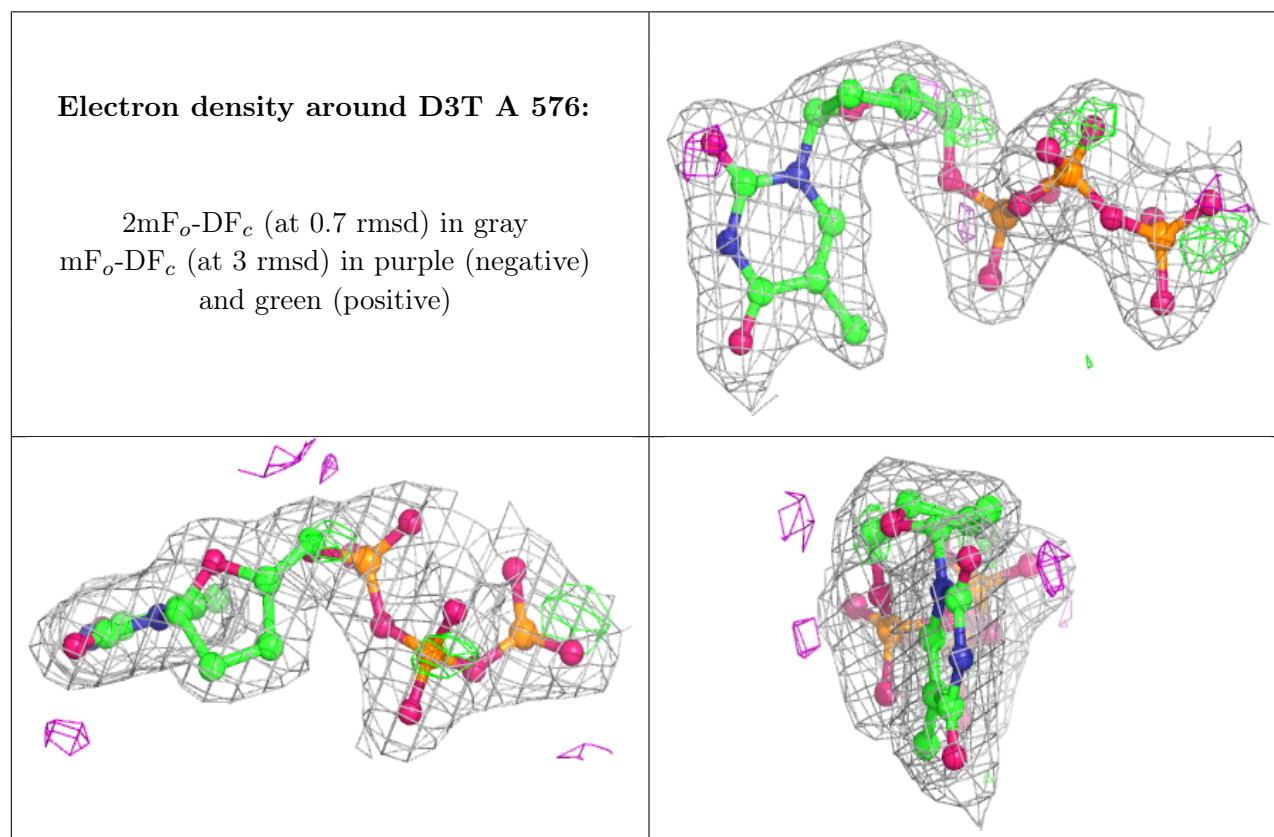 Electron density around D3T A 576:
2mFo-DFc (at 0.7 rmsd) in gray
mFo-DFc (at 3 rmsd) in purple (negative)
and green (positive)